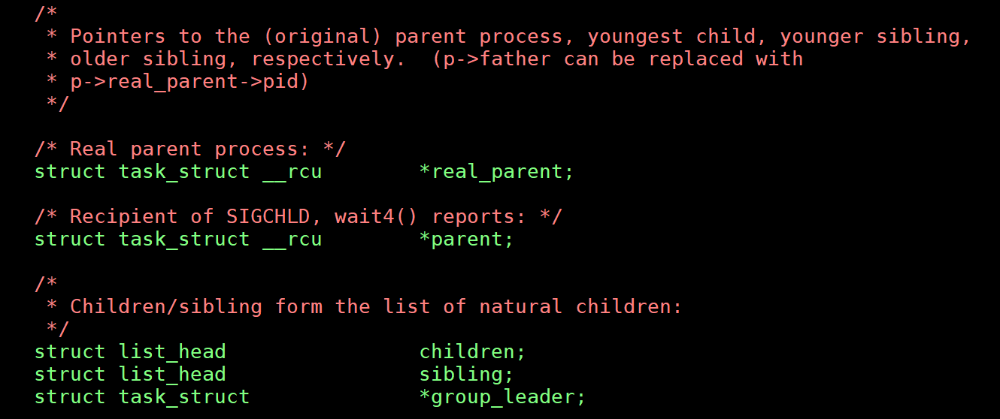 /*
 * Pointers to the (original) parent process, youngest child, younger sibling,
 * older sibling, respectively.  (p->father can be replaced with
 * p->real_parent->pid)
 */
/* Real parent process: */
struct task_struct __rcu        *real_parent;
/* Recipient of SIGCHLD, wait4() reports: */
struct task_struct __rcu        *parent;
/*
 * Children/sibling form the list of natural children:
 */
struct list_head                children;
struct list_head                sibling;
struct task_struct              *group_leader;